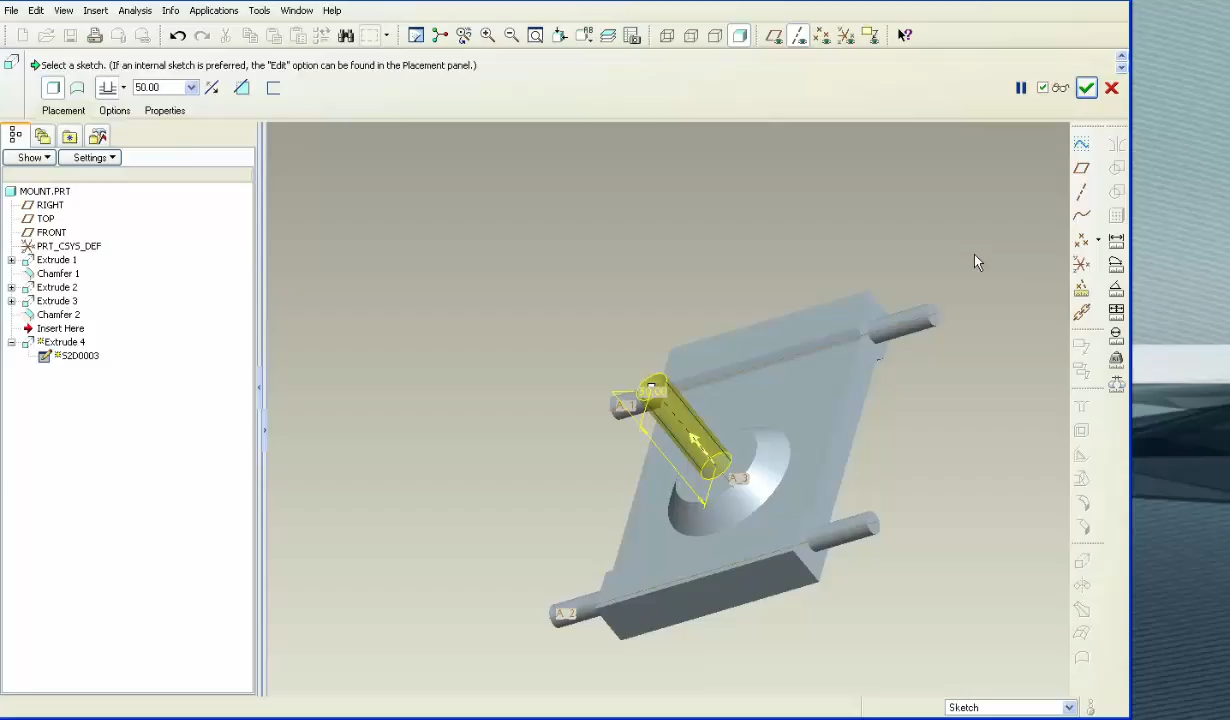 File Edit View Insert Analysis Info Applications Tools Window Help
Select a sketch. (If an internal sketch is preferred, the "Edit" option can be found in the Placement panel.)
50.00
Placement Options Properties
Show Settings
MOUNT.PRT
RIGHT
TOP
FRONT
PRT_CSYS_DEF
Extrude 1
Chamfer 1
Extrude 2
Extrude 3
Chamfer 2
Insert Here
Extrude 4
S2D0003
A_1
A_3
A_2
Sketch